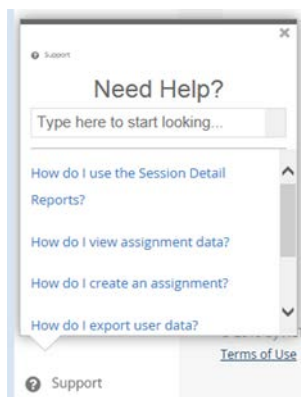 Support
Need Help?
Type here to start looking...
How do I use the Session Detail
Reports?
How do I view assignment data?
How do I create an assignment?
How do I export user data?
Terms of Use
Support